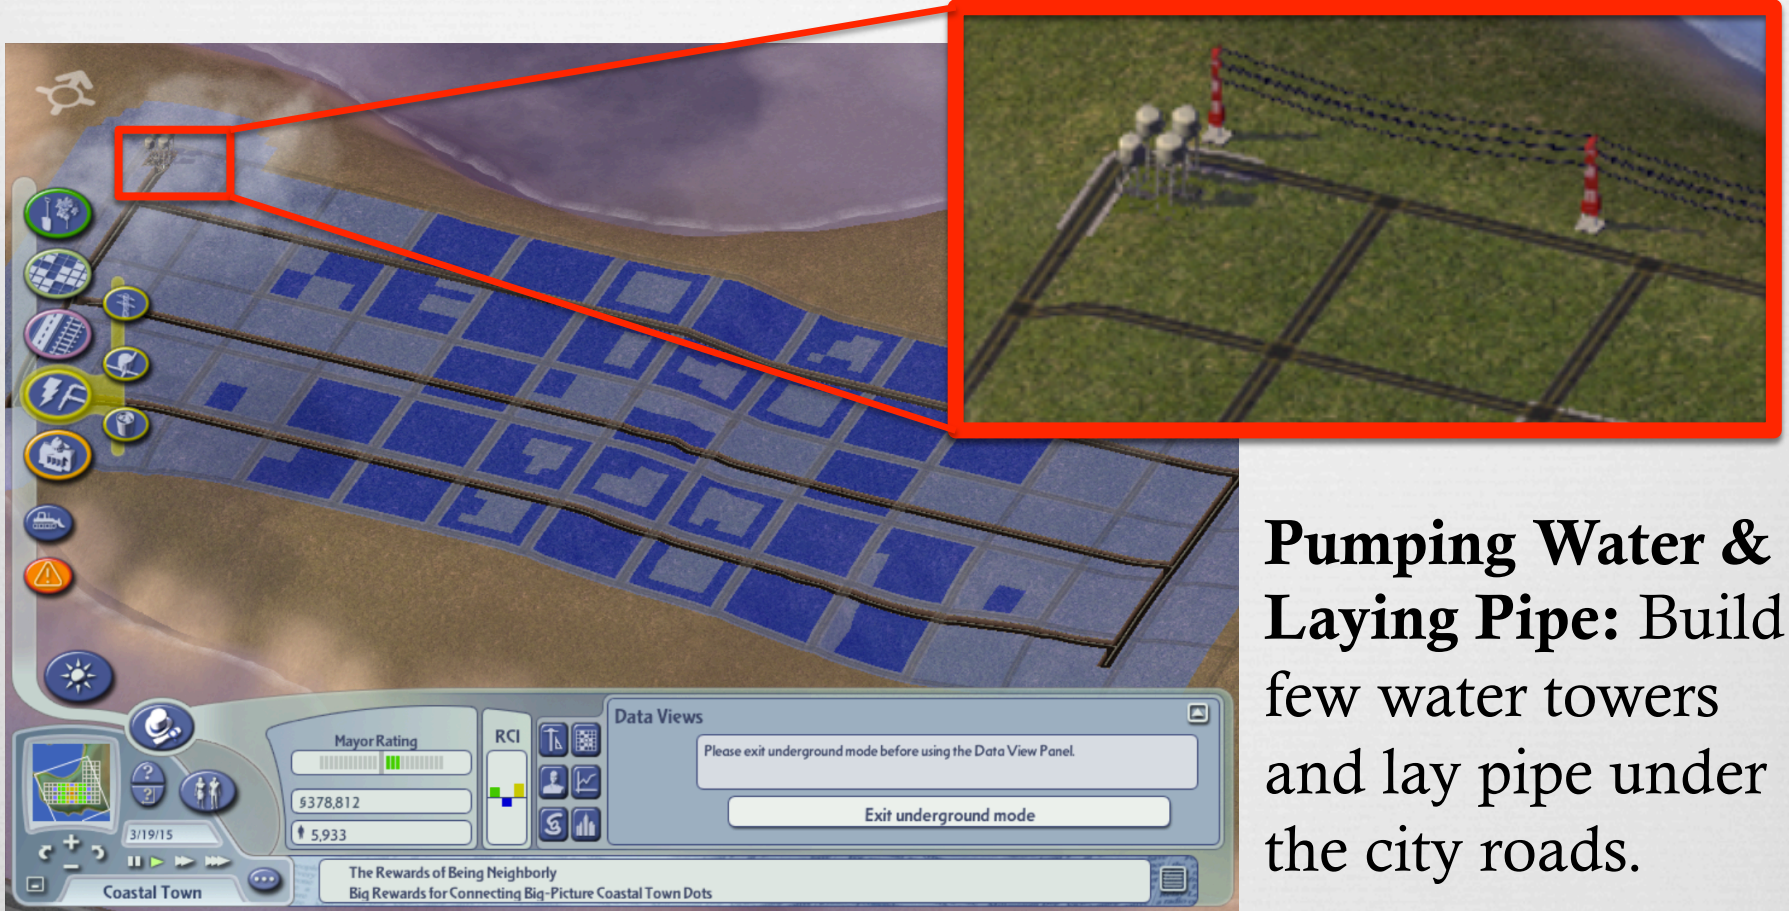 Pumping Water &
Laying Pipe: Build
few water towers
and lay pipe under
the city roads.
Data Views
Please exit underground mode before using the Data View Panel.
Exit underground mode
Mayor Rating
RCI
§378,812
5,933
?
?
3/19/15
Coastal Town
The Rewards of Being Neighborly
Big Rewards for Connecting Big-Picture Coastal Town Dots